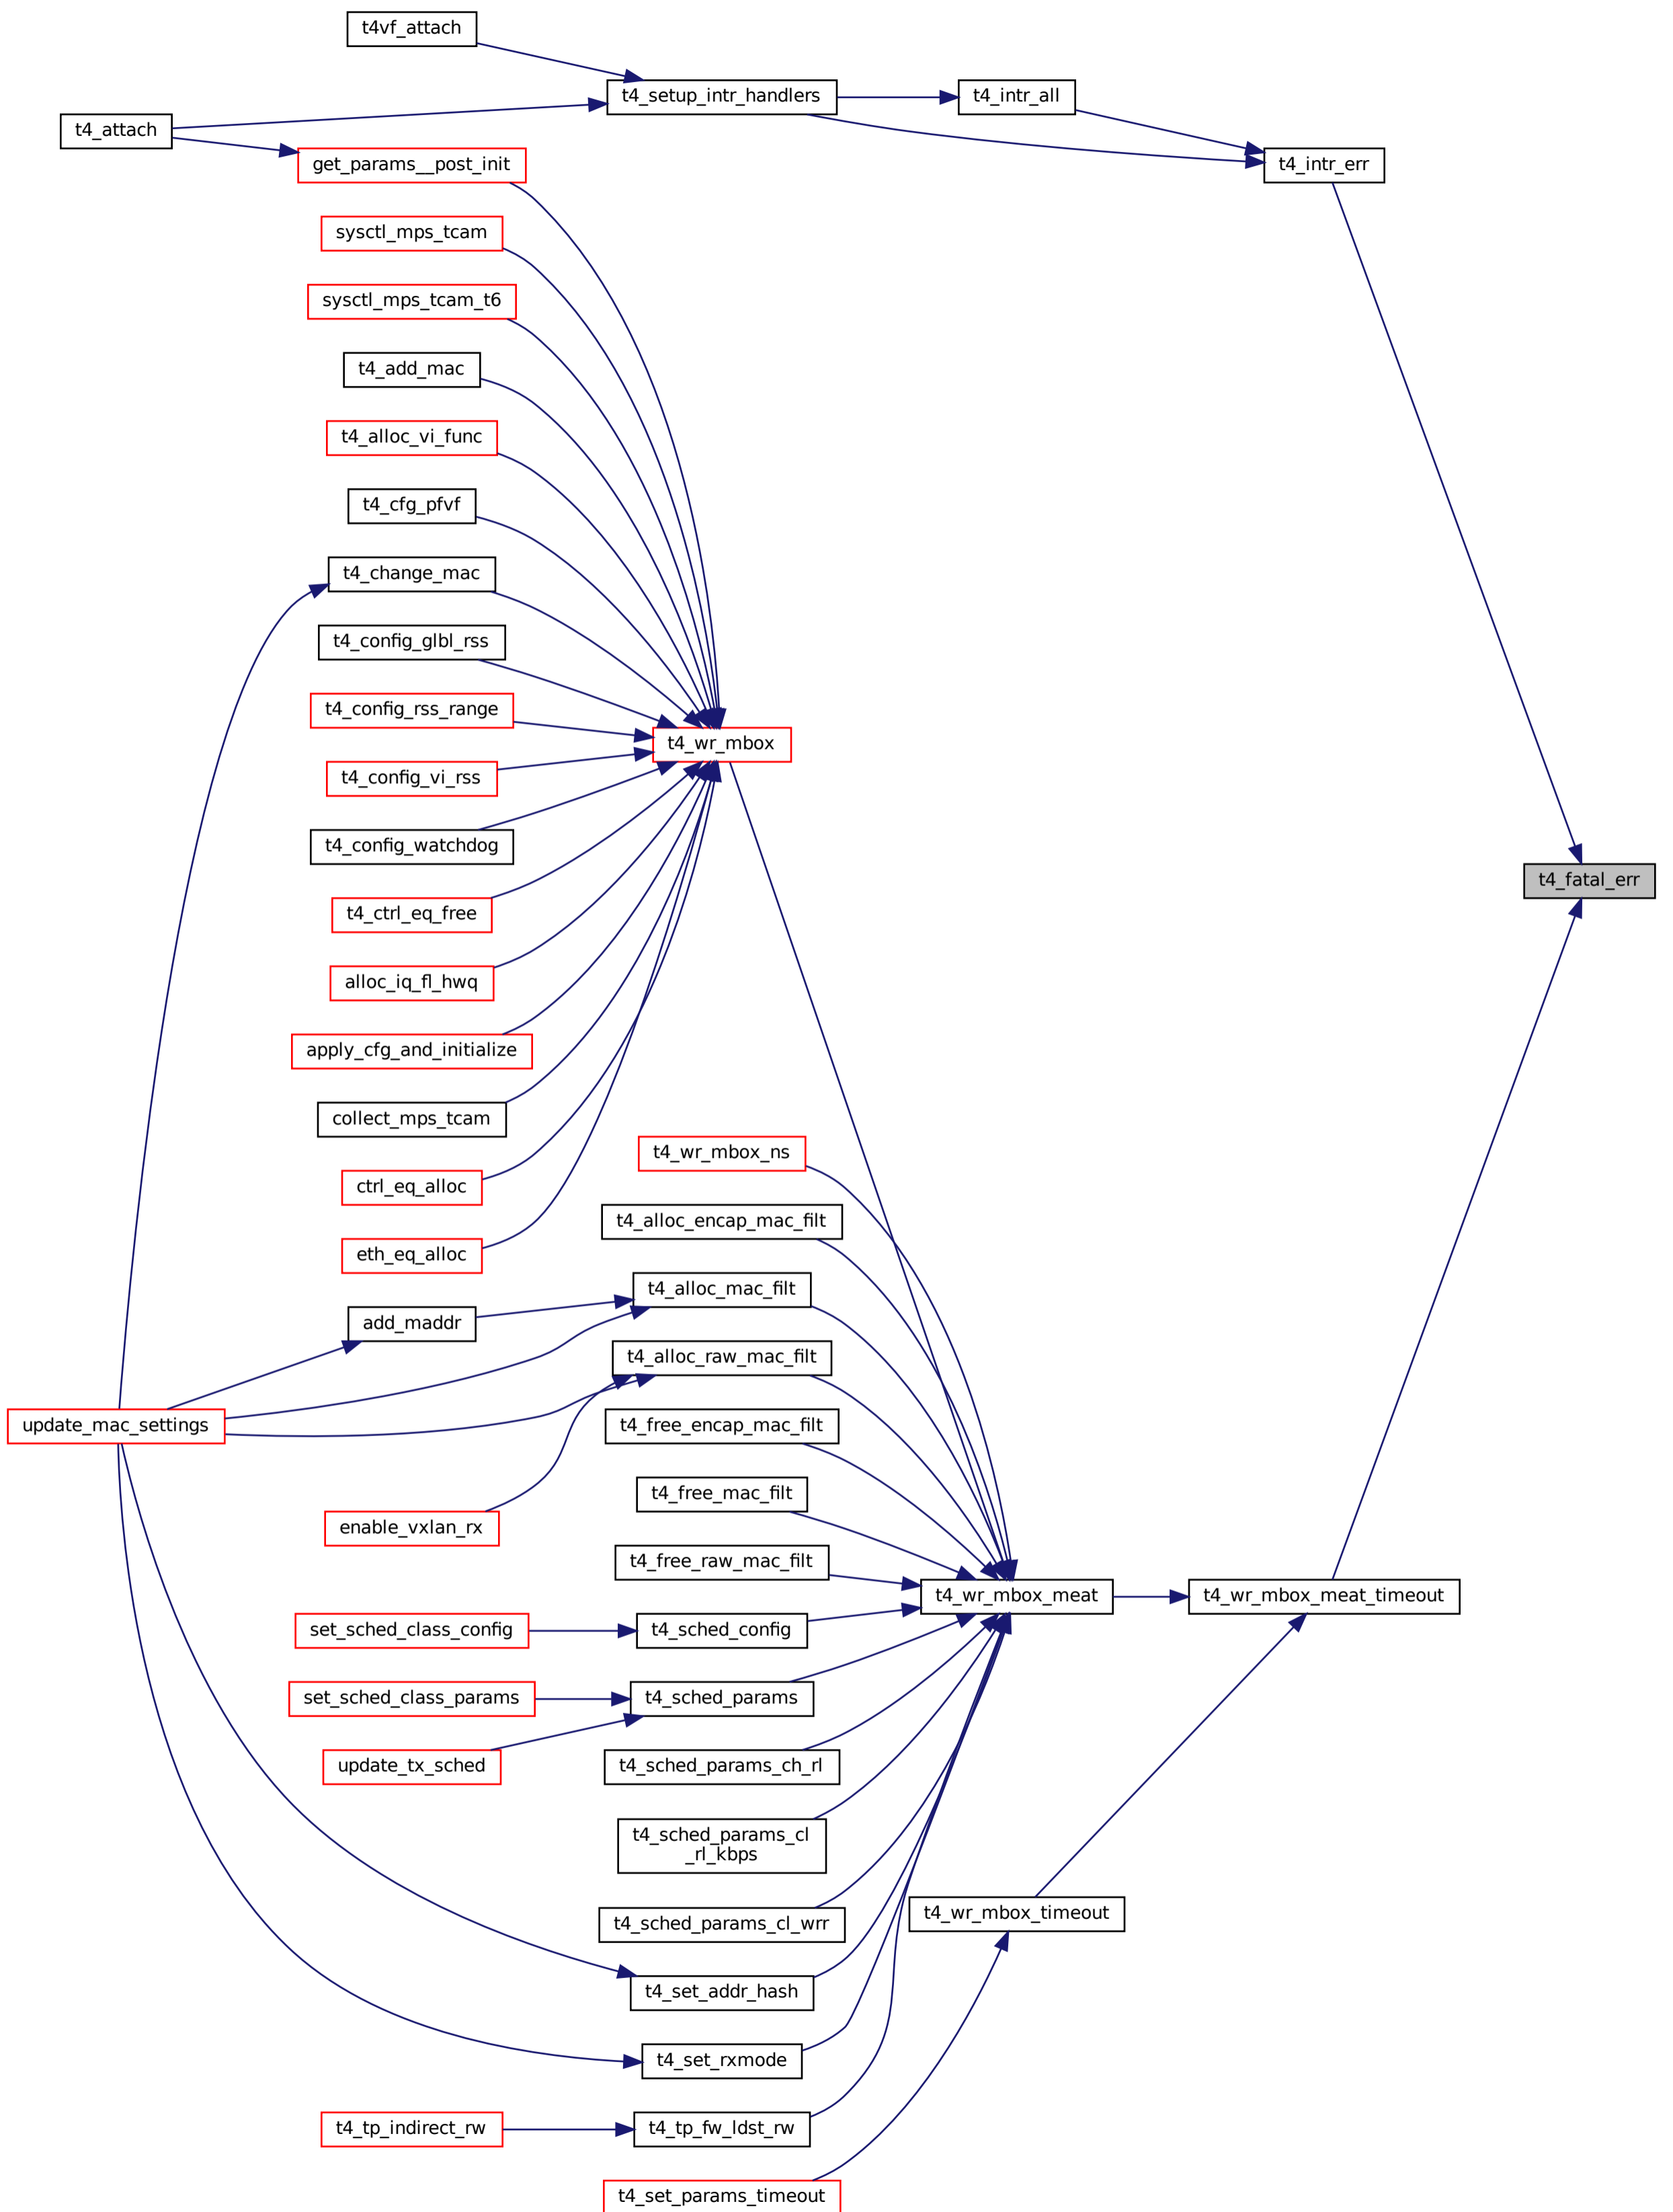 t4vf_attach
t4_setup_intr_handlers
t4_intr_all
t4_attach
get_params__post_init
t4_intr_err
sysctl_mps_tcam
sysctl_mps_tcam_t6
t4_add_mac
t4_alloc_vi_func
t4_cfg_pfvf
t4_change_mac
t4_config_glbl_rss
t4_config_rss_range
t4_wr_mbox
t4_config_vi_rss
t4_config_watchdog
t4_fatal_err
t4_ctrl_eq_free
alloc_iq_fl_hwq
apply_cfg_and_initialize
collect_mps_tcam
t4_wr_mbox_ns
ctrl_eq_alloc
t4_alloc_encap_mac_filt
eth_eq_alloc
t4_alloc_mac_filt
add_maddr
t4_alloc_raw_mac_filt
update_mac_settings
t4_free_encap_mac_filt
t4_free_mac_filt
enable_vxlan_rx
t4_free_raw_mac_filt
t4_wr_mbox_meat
t4_wr_mbox_meat_timeout
set_sched_class_config
t4_sched_config
set_sched_class_params
t4_sched_params
update_tx_sched
t4_sched_params_ch_rl
t4_sched_params_cl
_rl_kbps
t4_wr_mbox_timeout
t4_sched_params_cl_wrr
t4_set_addr_hash
t4_set_rxmode
t4_tp_indirect_rw
t4_tp_fw_ldst_rw
t4_set_params_timeout